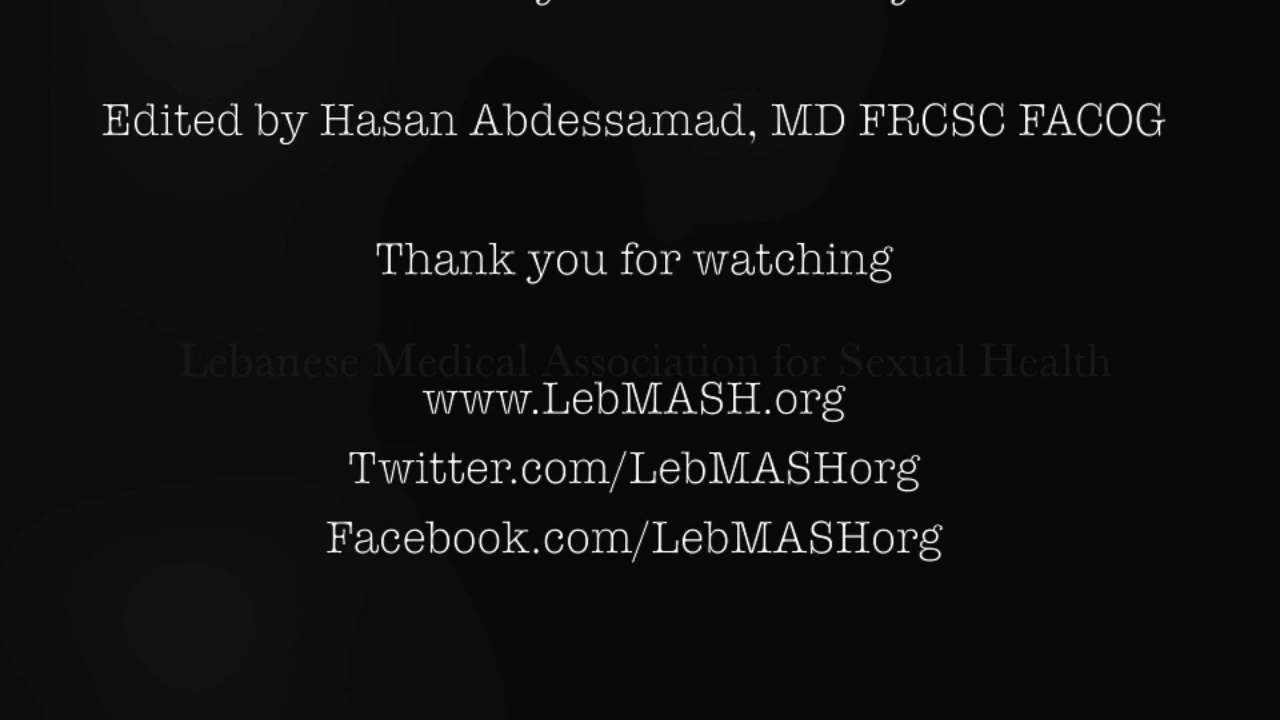 Edited by Hasan Abdessamad, MD FRCSC FACOG
Thank you for watching
Lebanese Medical Association for Sexual Health
www.LebMASH.org
Twitter.com/LebMASHorg
Facebook.com/LebMASHorg